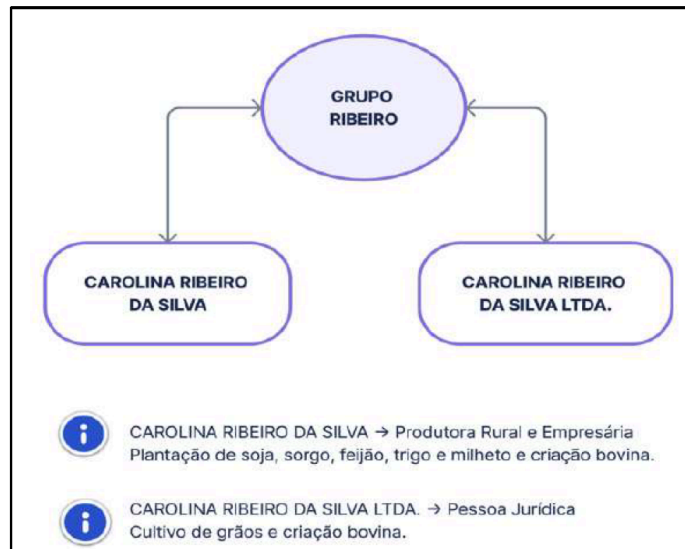 GRUPO
RIBEIRO
CAROLINA RIBEIRO
DA SILVA
CAROLINA RIBEIRO
DA SILVA LTDA.
CAROLINA RIBEIRO DA SILVA → Produtora Rural e Empresária
Plantação de soja, sorgo, feijão, trigo e milheto e criação bovina.
CAROLINA RIBEIRO DA SILVA LTDA. → Pessoa Jurídica
Cultivo de grãos e criação bovina.